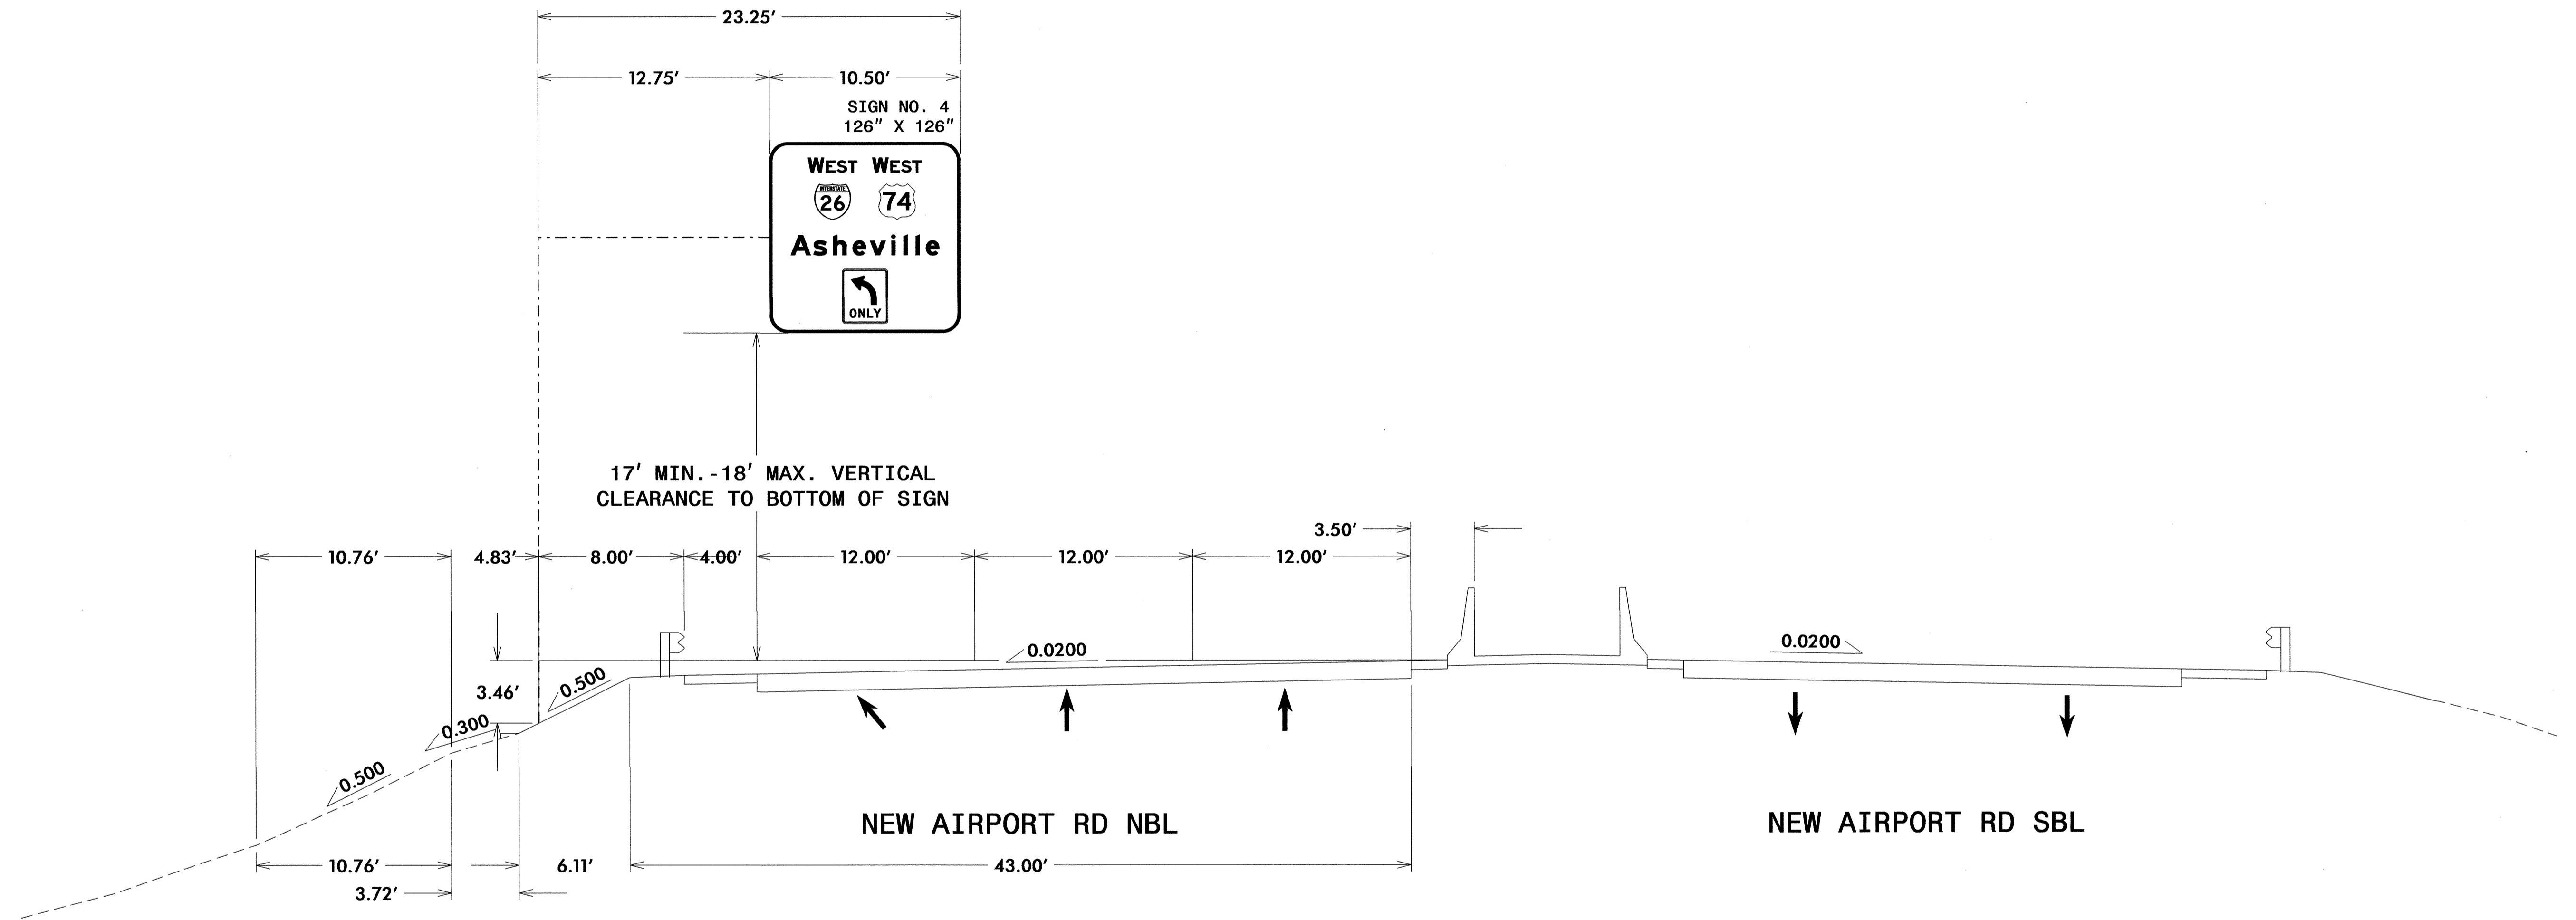 23.25'
12.75'
10.50'
SIGN NO. 4
126" X 126"
WEST WEST
INTERSTATE
26
74
Asheville
ONLY
17' MIN.-18' MAX. VERTICAL
CLEARANCE TO BOTTOM OF SIGN
3.50'
10.76'
4.83'
8.00'
4.00'
12.00'
12.00'
12.00'
0.0200
0.0200
3.46'
0.500
0.300
0.500
NEW AIRPORT RD NBL
NEW AIRPORT RD SBL
10.76'
6.11'
43.00'
3.72'